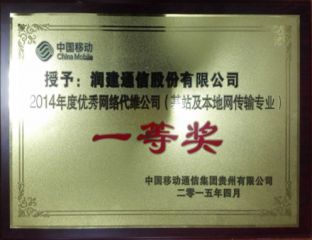 中国移动
China Mobile
授予：润建通信股份有限公司
2014年度优秀网络代维公司（基站及本地网传输专业）
一等奖
中国移动通信集团贵州有限公司
二零一五年四月